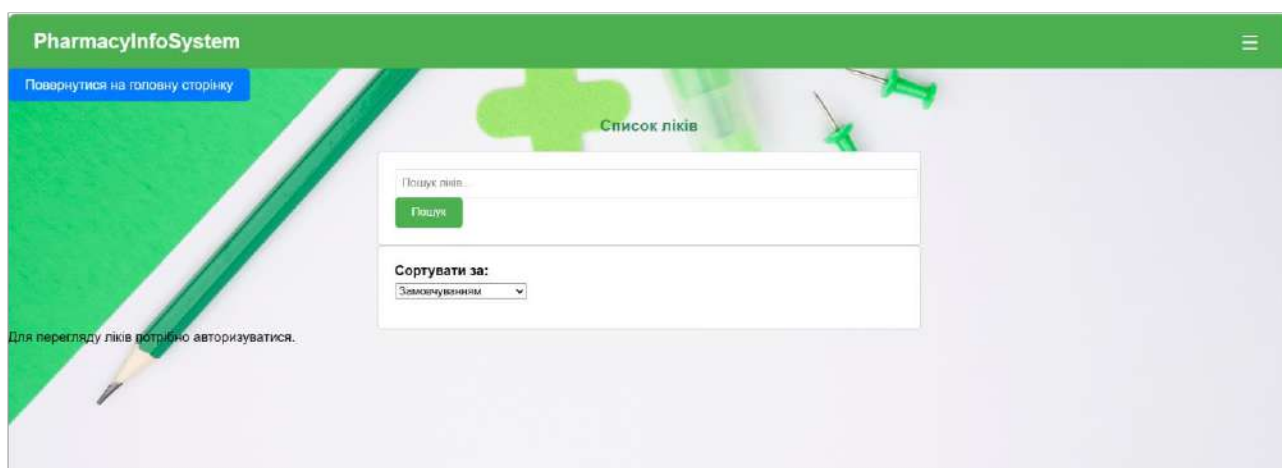 PharmacyInfoSystem
Повернутися на головну сторінку
Список ліків
Пошук ліків...
Пошук
Сортувати за:
Замовчуванням
Для перегляду ліків потрібно авторизуватися.